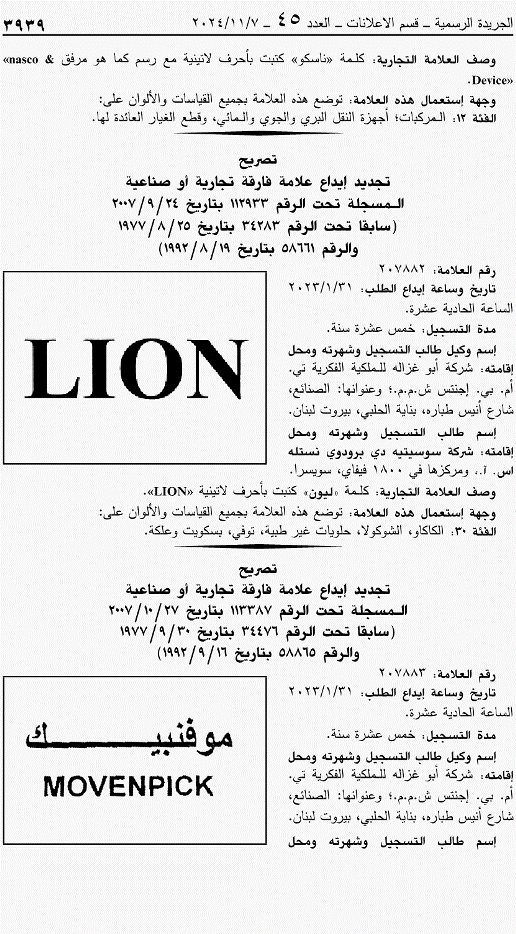 الجريدة الرسمية ـ قسم الاعلانات ـ العدد ٤٥ ـ ٢٠٢٤/١١/٧
٣٩٣٩
وصف العلامة التجارية: كلمة «ناسكو» كتبت بأحرف لاتينية مع رسم كما هو مرفق «nasco &
Device».
وجهة إستعمال هذه العلامة: توضع هذه العلامة بجميع القياسات والألوان على:
الفئة ١٢: المركبات؛ أجهزة النقل البري والجوي والمائي، وقطع الغيار العائدة لها.
تصريح
تجديد إيداع علامة فارقة تجارية أو صناعية
المسجلة تحت الرقم ١١٢٩٣٣ بتاريخ ٢٠٠٧/٩/٢٤
(سابقا تحت الرقم ٣٤٢٨٣ بتاريخ ١٩٧٧/٨/٢٥
والرقم ٥٨٦٦١ بتاريخ ١٩٩٢/٨/١٩)
رقم العلامة: ٢٠٧٨٨٢
تاريخ وساعة إيداع الطلب: ٢٠٢٣/١/٣١
الساعة الحادية عشرة.
مدة التسجيل: خمس عشرة سنة.
إسم وكيل طالب التسجيل وشهرته ومحل
إقامته: شركة أبو غزاله للملكية الفكرية تي.
أم. بي. إجنتس ش.م.م.؛ وعنوانها: الصنائع،
شارع أنيس طباره، بناية الحلبي، بيروت لبنان.
إسم طالب التسجيل وشهرته ومحل
إقامته: شركة سوسيتيه دي برودوي نستله
اس. آ.، ومركزها في ١٨٠٠ فيفاي، سويسرا.
LION
وصف العلامة التجارية: كلمة «ليون» كتبت بأحرف لاتينية «LION».
وجهة إستعمال هذه العلامة: توضع هذه العلامة بجميع القياسات والألوان على:
الفئة ٣٠: الكاكاو، الشوكولا، حلويات غير طبية، توفي، بسكويت وعلكة.
تصريح
تجديد إيداع علامة فارقة تجارية أو صناعية
المسجلة تحت الرقم ١١٣٣٨٧ بتاريخ ٢٠٠٧/١٠/٢٧
(سابقا تحت الرقم ٣٤٤٧٦ بتاريخ ١٩٧٧/٩/٣٠
والرقم ٥٨٨٦٥ بتاريخ ١٩٩٢/٩/١٦)
رقم العلامة: ٢٠٧٨٨٣
تاريخ وساعة إيداع الطلب: ٢٠٢٣/١/٣١
الساعة الحادية عشرة.
مدة التسجيل: خمس عشرة سنة.
إسم وكيل طالب التسجيل وشهرته ومحل
إقامته: شركة أبو غزاله للملكية الفكرية تي.
أم. بي. إجنتس ش.م.م.؛ وعنوانها: الصنائع،
شارع أنيس طباره، بناية الحلبي، بيروت لبنان.
إسم طالب التسجيل وشهرته ومحل
موفنبيـــــك
MOVENPICK